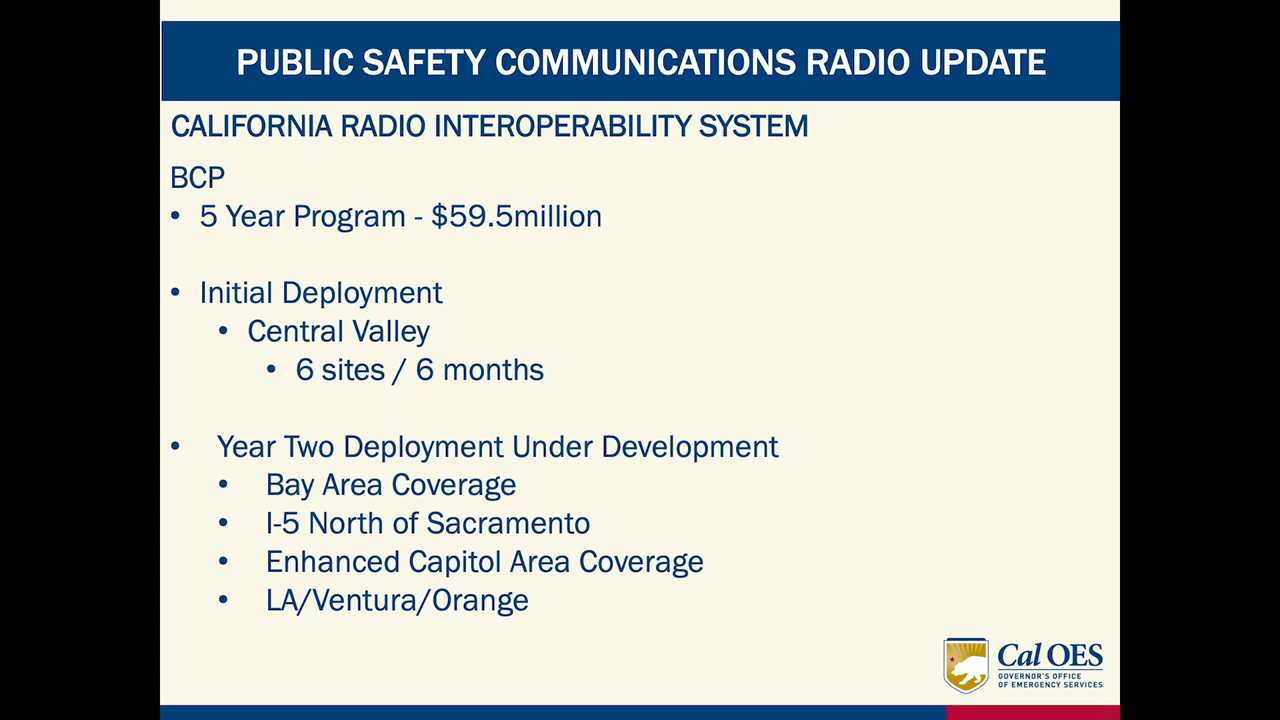 PUBLIC SAFETY COMMUNICATIONS RADIO UPDATE
CALIFORNIA RADIO INTEROPERABILITY SYSTEM
BCP
• 5 Year Program - $59.5million
• Initial Deployment
• Central Valley
• 6 sites / 6 months
• Year Two Deployment Under Development
• Bay Area Coverage
• I-5 North of Sacramento
• Enhanced Capitol Area Coverage
• LA/Ventura/Orange
Cal OES
GOVERNOR'S OFFICE
OF EMERGENCY SERVICES